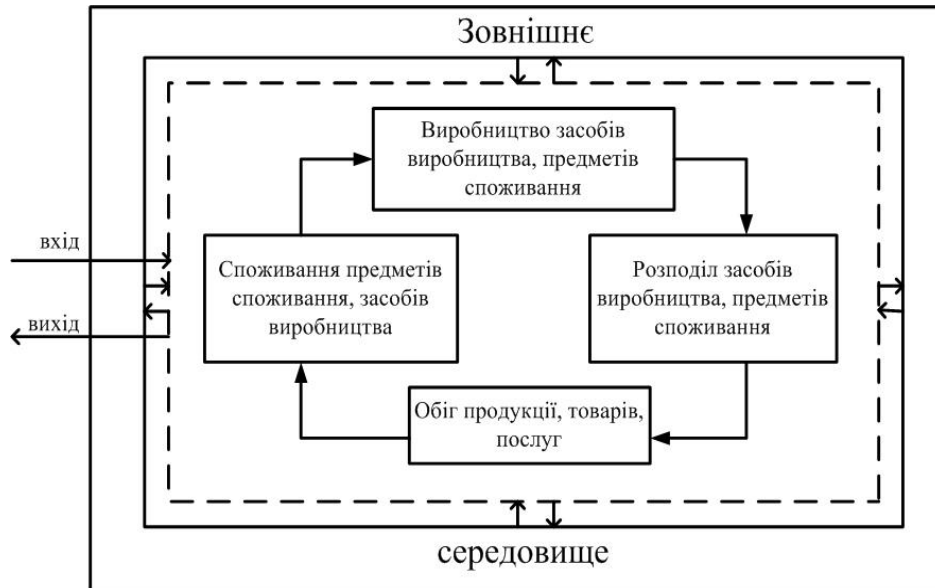 Зовнішнє
Виробництво засобів
виробництва, предметів
споживання
вхід
Споживання предметів
споживання, засобів
виробництва
Розподіл засобів
виробництва, предметів
споживання
вихід
Обіг продукції, товарів,
послуг
середовище